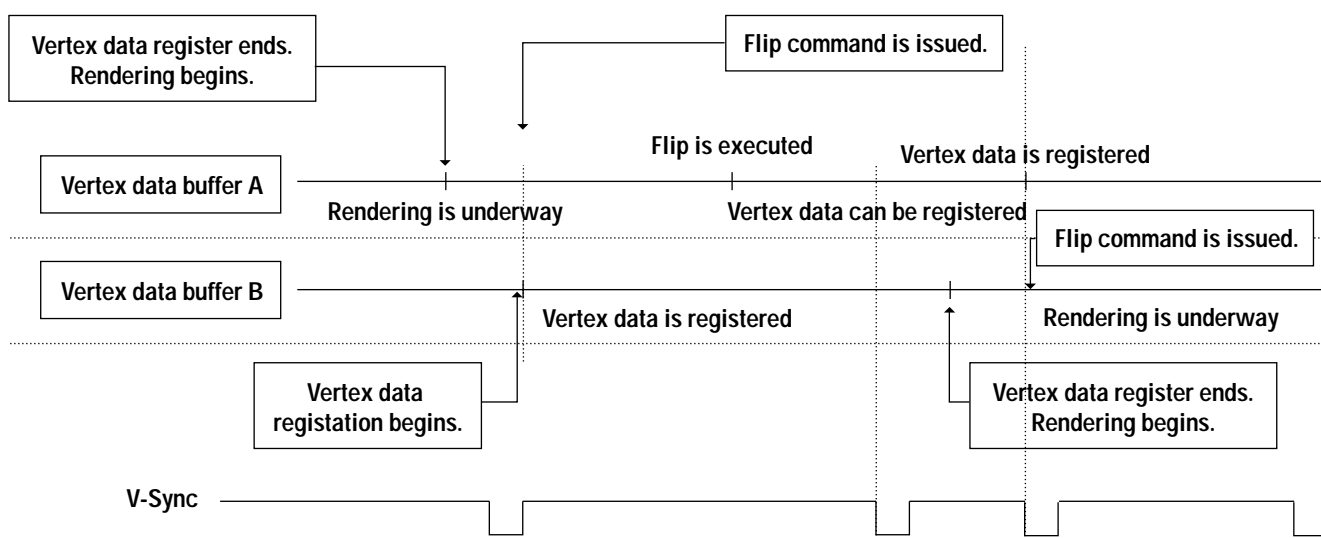 Vertex data register ends.
Rendering begins.
Flip command is issued.
Flip is executed
Vertex data is registered
Vertex data buffer A
Rendering is underway
Vertex data can be registered
Flip command is issued.
Vertex data buffer B
Vertex data is registered
Rendering is underway
Vertex data
registation begins.
Vertex data register ends.
Rendering begins.
V-Sync